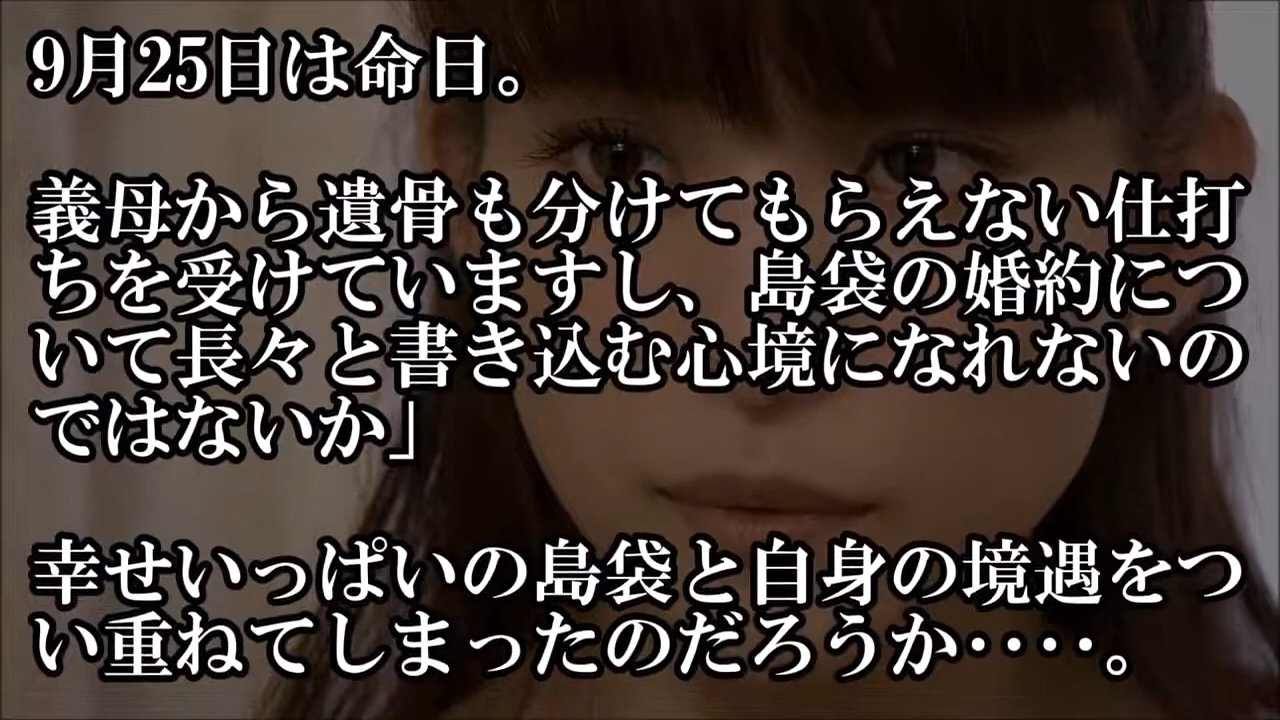 9月25日は命日。
義母から遺骨も分けてもらえない仕打
ちを受けていますし、島袋の婚約につ
いて長々と書き込む心境になれないの
ではないか」
幸せいっぱいの島袋と自身の境遇をつ
い重ねてしまったのだろうか‥‥。